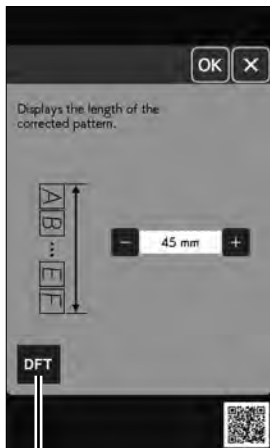 OK ×
Displays the length of the
corrected pattern.
A
B
...
E
F
− 45 mm +
DFT